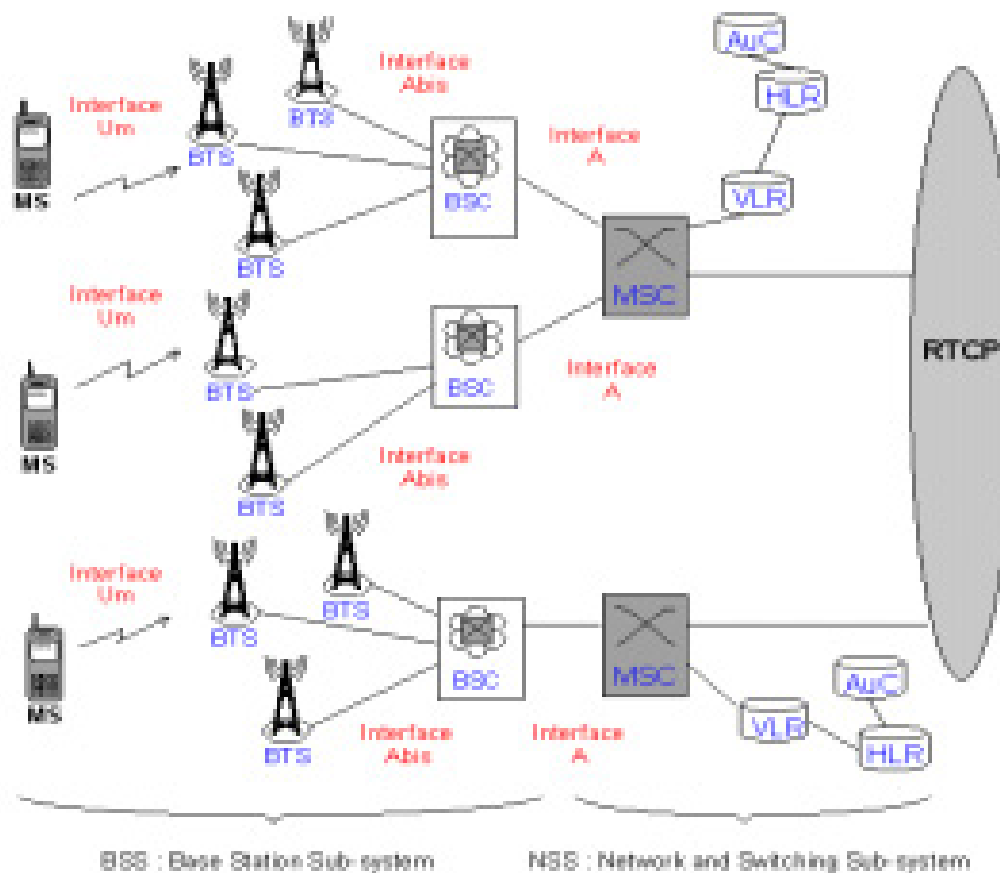 AuC
Interface
Abis
HLR
Interface
Um
BTS
Interface
A
MS
BTS
BSC
VLR
BTS
MSC
Interface
Um
RTCP
BTS
BSC
Interface
A
MS
Interface
Abis
BTS
Interface
Um
BTS
BTS
BSC
MSC
AuC
MS
Interface
Abis
Interface
A
VLR
HLR
BTS
BSS : Base Station Sub-system
NSS : Network and Switching Sub-system